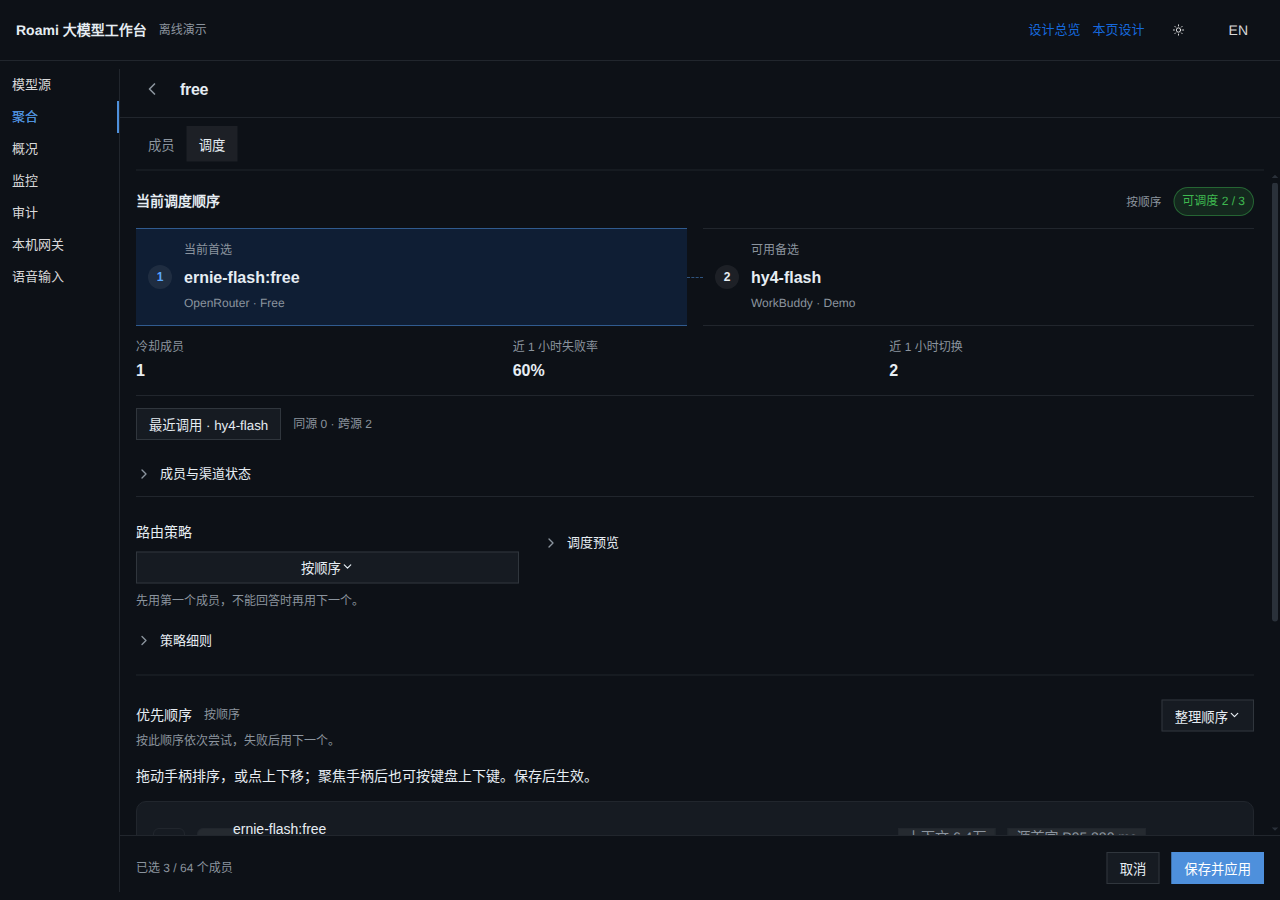 Roami 大模型工作台 离线演示 设计总览 本页设计 EN
模型源
聚合
概况
监控
审计
本机网关
语音输入
free
成员 调度
当前调度顺序 按顺序 可调度 2 / 3
1 当前首选
ernie-flash:free
OpenRouter · Free
2 可用备选
hy4-flash
WorkBuddy · Demo
冷却成员 近 1 小时失败率 近 1 小时切换
1 60% 2
最近调用 · hy4-flash 同源 0 · 跨源 2
成员与渠道状态
路由策略
按顺序
先用第一个成员，不能回答时再用下一个。
调度预览
策略细则
优先顺序 按顺序 整理顺序
按此顺序依次尝试，失败后用下一个。
拖动手柄排序，或点上下移；聚焦手柄后也可按键盘上下键。保存后生效。
ernie-flash:free
已选 3 / 64 个成员 取消 保存并应用